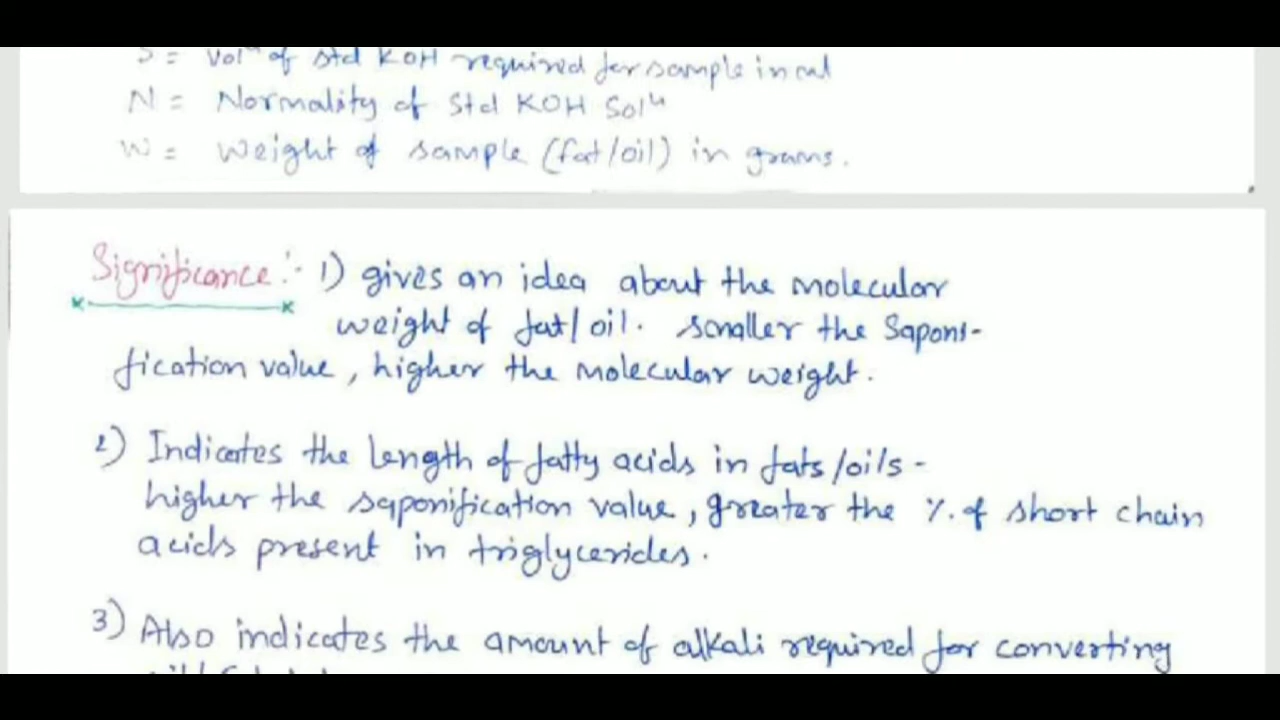 S = Volⁿ of std KOH required for sample in ml
N = Normality of Std KOH Solⁿ
W = Weight of sample (fat/oil) in grams.
Significance :- 1) gives an idea about the molecular
weight of fat/oil. smaller the Saponi-
fication value, higher the molecular weight.
2) Indicates the length of fatty acids in fats/oils -
higher the saponification value, greater the %. of short chain
acids present in triglycerides.
3) Also indicates the amount of alkali required for converting